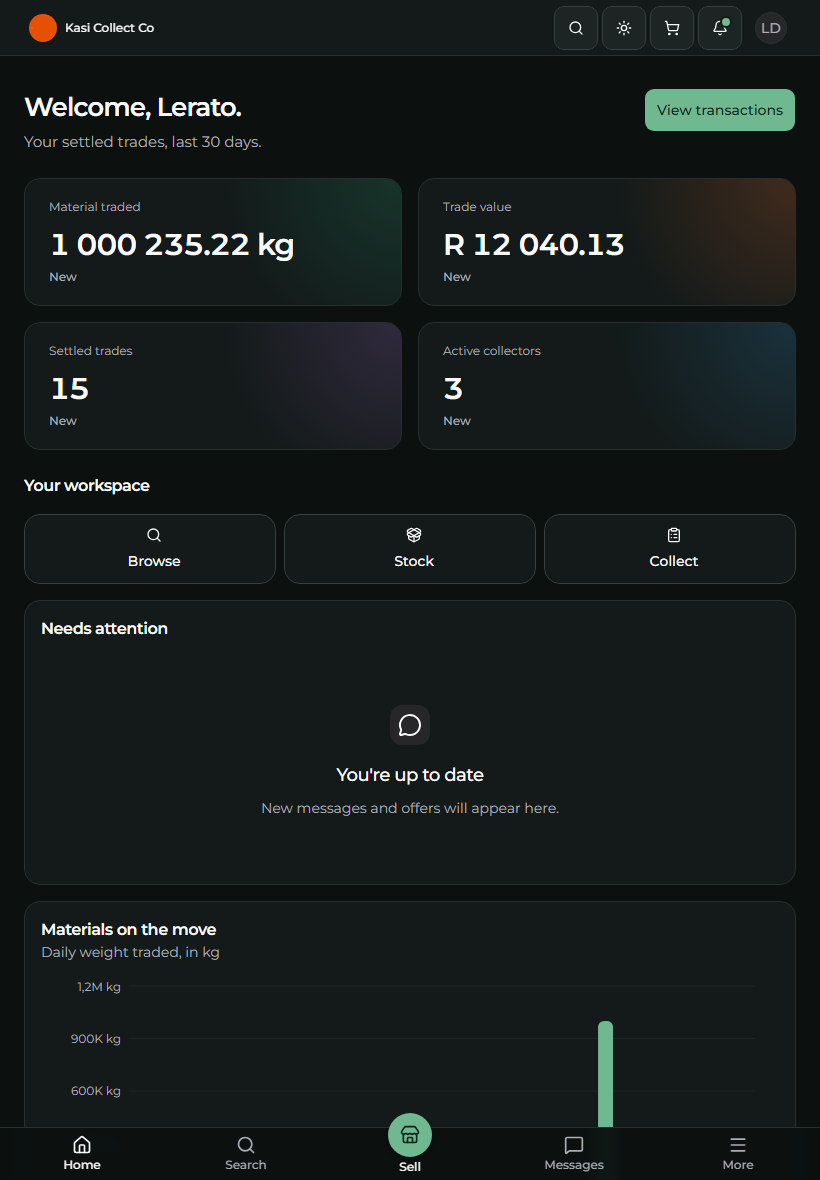 Kasi Collect Co
LD
Welcome, Lerato.
View transactions
Your settled trades, last 30 days.
Material traded
1 000 235.22 kg
New
Trade value
R 12 040.13
New
Settled trades
15
New
Active collectors
3
New
Your workspace
Browse
Stock
Collect
Needs attention
You're up to date
New messages and offers will appear here.
Materials on the move
Daily weight traded, in kg
1,2M kg
900K kg
600K kg
Home
Search
Sell
Messages
More